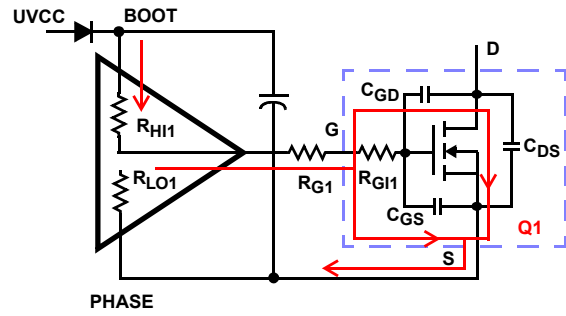 UVCC
BOOT
D
CGD
G
RHI1
CDS
RLO1
RG1
RGI1
CGS
Q1
S
PHASE